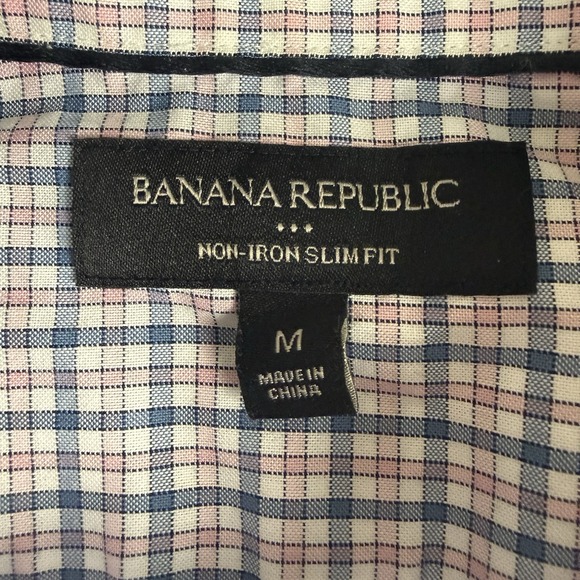 BANANA REPUBLIC
NON-IRON SLIM FIT
M
MADE IN
CHINA